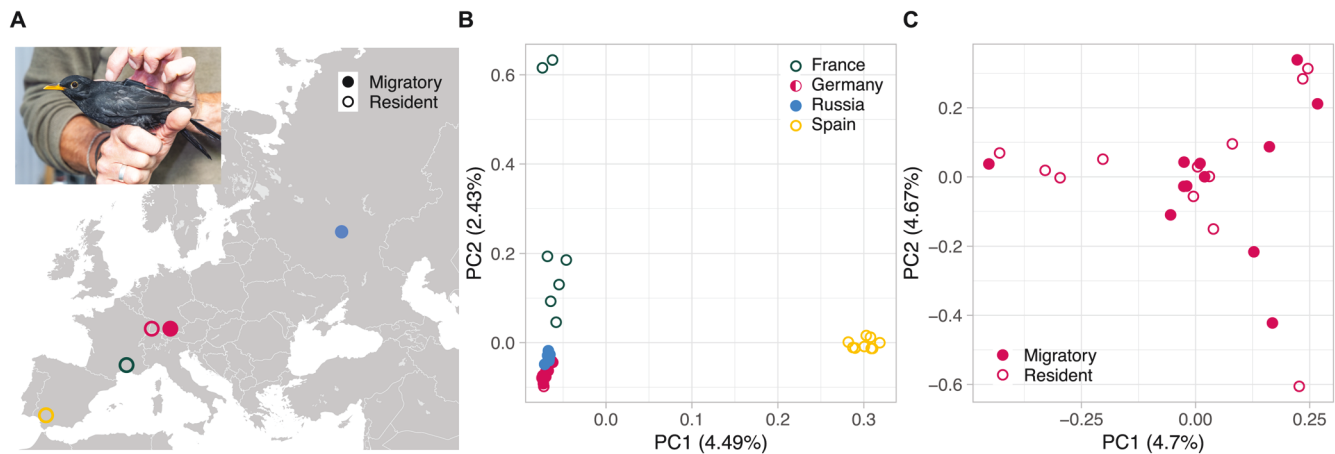 A
Migratory
Resident
B
PC2 (2.43%)
0.6
0.4
0.2
0.0
0.0
0.1
0.2
0.3
PC1 (4.49%)
France
Germany
Russia
Spain
C
PC2 (4.67%)
0.2
0.0
−0.2
−0.4
−0.6
−0.25
0.00
0.25
PC1 (4.7%)
Migratory
Resident